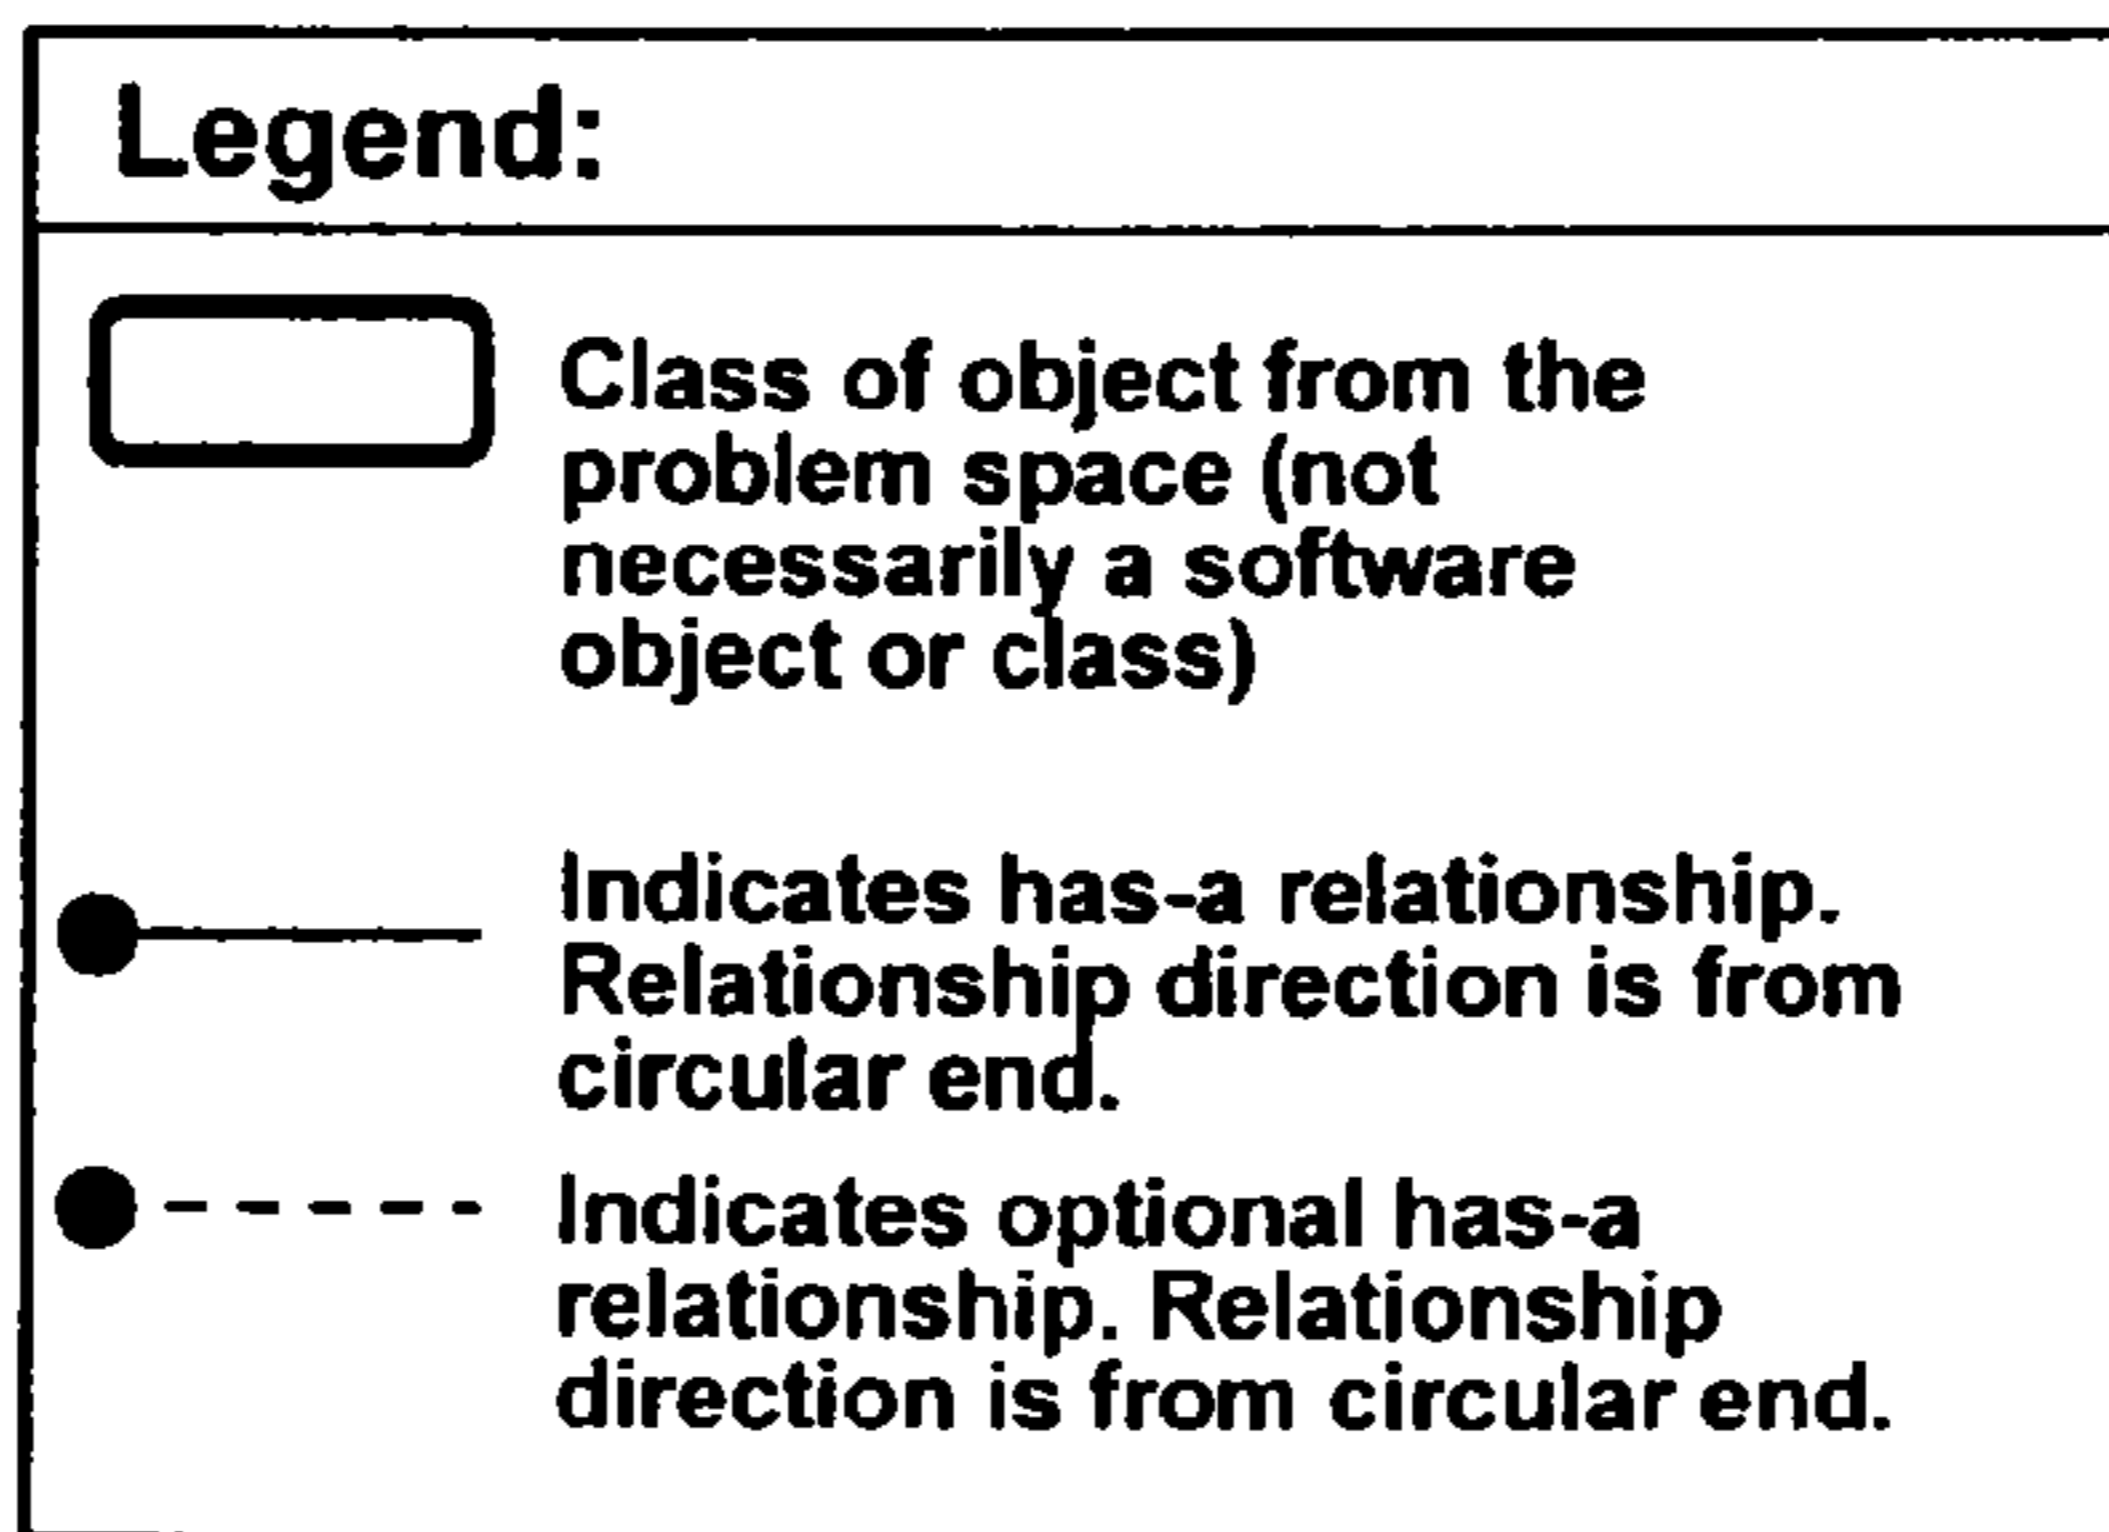 Legend:
Class of object from the
problem space (not
necessarily a software
object or class)
Indicates has-a relationship.
Relationship direction is from
circular end.
Indicates optional has-a
relationship. Relationship
direction is from circular end.